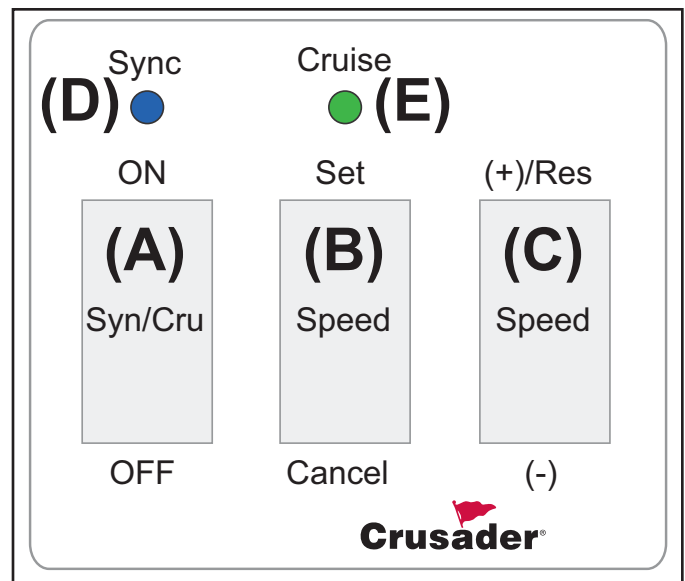 Sync Cruise
(D) (E)
ON Set (+)/Res
(A) (B) (C)
Syn/Cru Speed Speed
OFF Cancel (-)
Crusader®